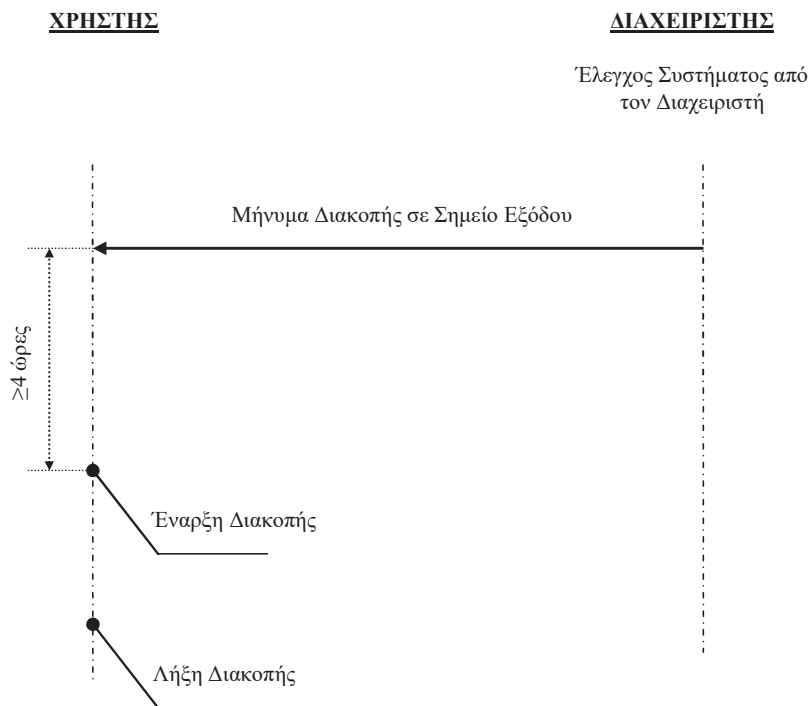 ΧΡΗΣΤΗΣ
ΔΙΑΧΕΙΡΙΣΤΗΣ
Έλεγχος Συστήματος από
τον Διαχειριστή
Μήνυμα Διακοπής σε Σημείο Εξόδου
≥4 ώρες
Έναρξη Διακοπής
Λήξη Διακοπής